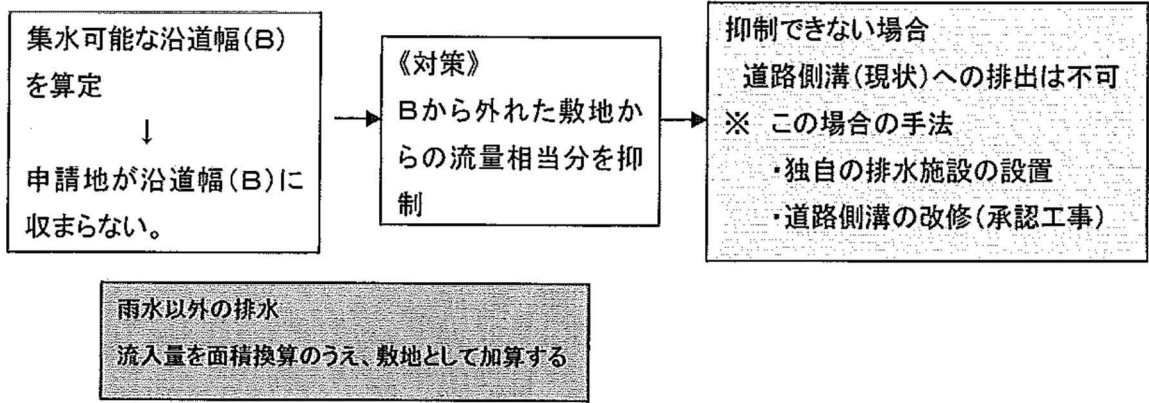 集水可能な沿道幅(B)
を算定
↓
申請地が沿道幅(B)に
収まらない。
《対策》
Bから外れた敷地か
らの流量相当分を抑
制
抑制できない場合
道路側溝(現状)への排出は不可
※ この場合の手法
・独自の排水施設の設置
・道路側溝の改修(承認工事)
雨水以外の排水
流入量を面積換算のうえ、敷地として加算する